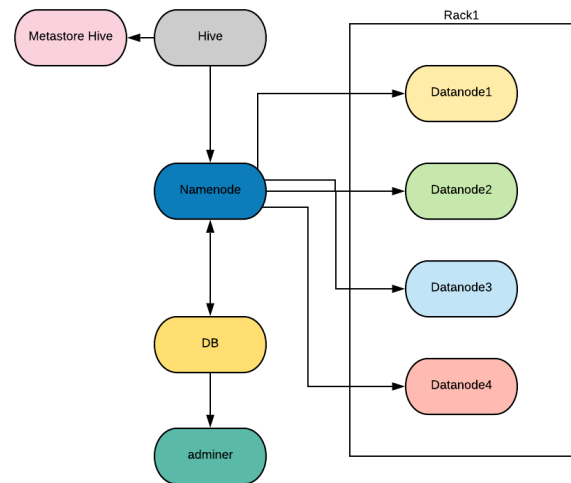 Rack1
Metastore Hive
Hive
Datanode1
Namenode
Datanode2
Datanode3
DB
Datanode4
adminer